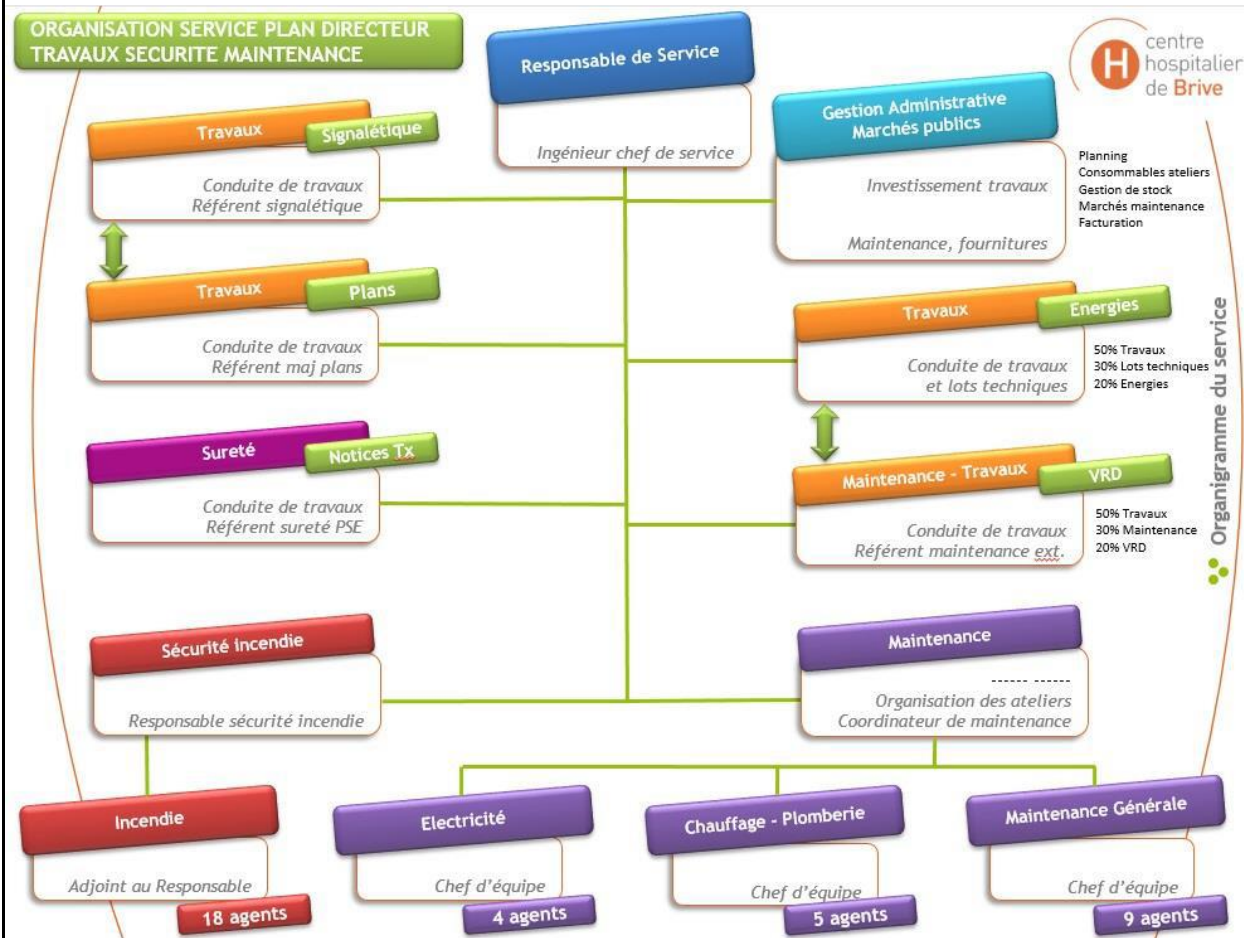 ORGANISATION SERVICE PLAN DIRECTEUR
TRAVAUX SECURITE MAINTENANCE
Responsable de Service
Ingénieur chef de service
centre
hospitalier
de Brive
H
Gestion Administrative
Marchés publics
Investissement travaux
Maintenance, fournitures
Planning
Consommables ateliers
Gestion de stock
Marchés maintenance
Facturation
Travaux
Signalétique
Conduite de travaux
Référent signalétique
Travaux
Plans
Conduite de travaux
Référent maj plans
Travaux
Energies
Conduite de travaux
et lots techniques
50% Travaux
30% Lots techniques
20% Energies
Organigramme du service
Sureté
Notices Tx
Conduite de travaux
Référent sureté PSE
Maintenance - Travaux
VRD
Conduite de travaux
Référent maintenance ext.
50% Travaux
30% Maintenance
20% VRD
Sécurité incendie
Responsable sécurité incendie
Maintenance
------ ------
Organisation des ateliers
Coordinateur de maintenance
Incendie
Adjoint au Responsable
18 agents
Electricité
Chef d'équipe
4 agents
Chauffage - Plomberie
Chef d'équipe
5 agents
Maintenance Générale
Chef d'équipe
9 agents